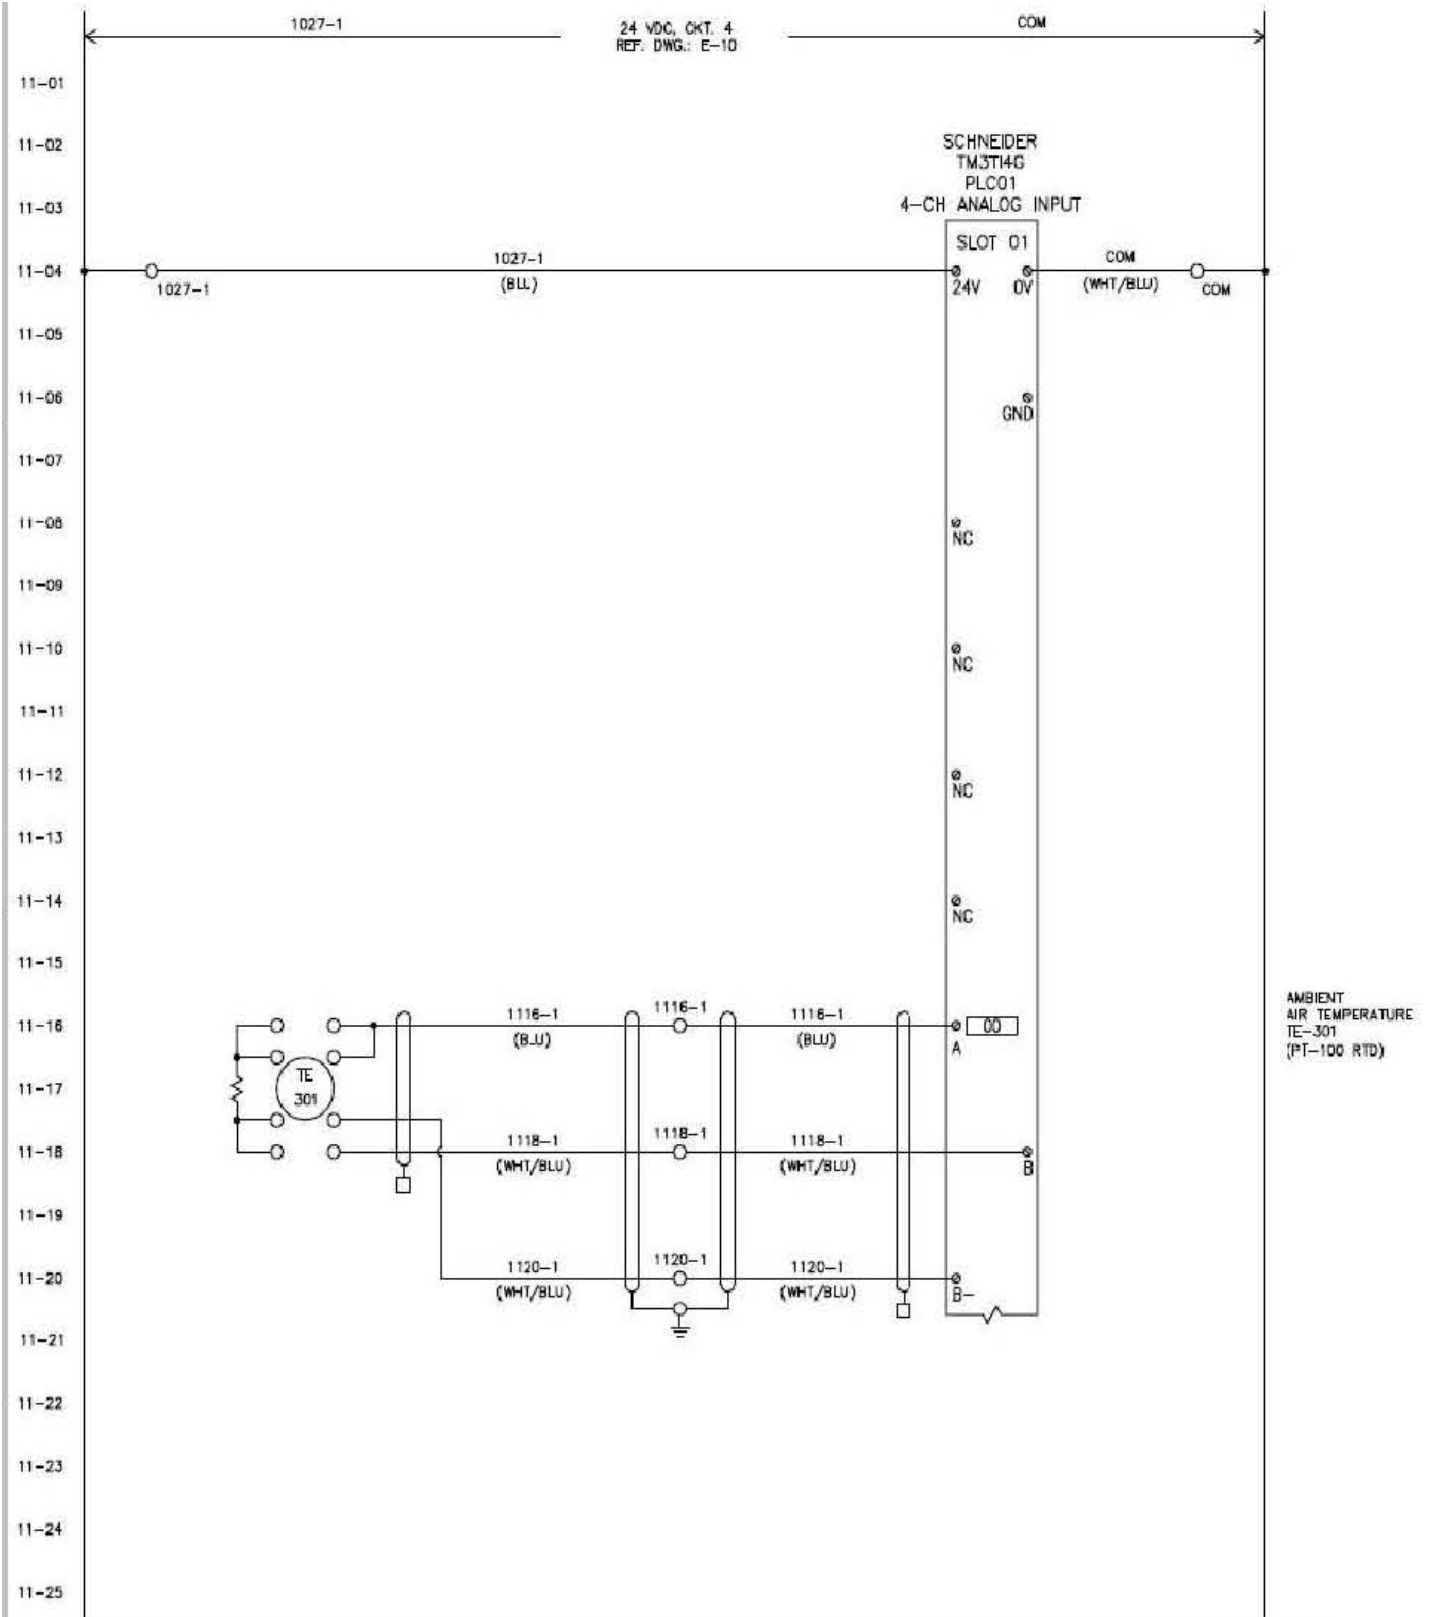 1027-1
24 VDC, CKT. 4
COM
REF. DWG.: E-10
11-01
11-02
SCHNEIDER
TM3TI4G
PLC01
11-03
4-CH ANALOG INPUT
SLOT 01
11-04
1027-1
1027-1
(BLU)
24V
0V
COM
(WHT/BLU)
COM
11-05
11-06
GND
11-07
11-08
NC
11-09
11-10
NC
11-11
11-12
NC
11-13
11-14
NC
11-15
AMBIENT
AIR TEMPERATURE
TE-301
(PT-100 RTD)
11-16
1116-1
(BLU)
1116-1
1116-1
(BLU)
00
A
11-17
TE
301
11-18
1118-1
(WHT/BLU)
1118-1
1118-1
(WHT/BLU)
B
11-19
11-20
1120-1
(WHT/BLU)
1120-1
1120-1
(WHT/BLU)
B-
11-21
11-22
11-23
11-24
11-25